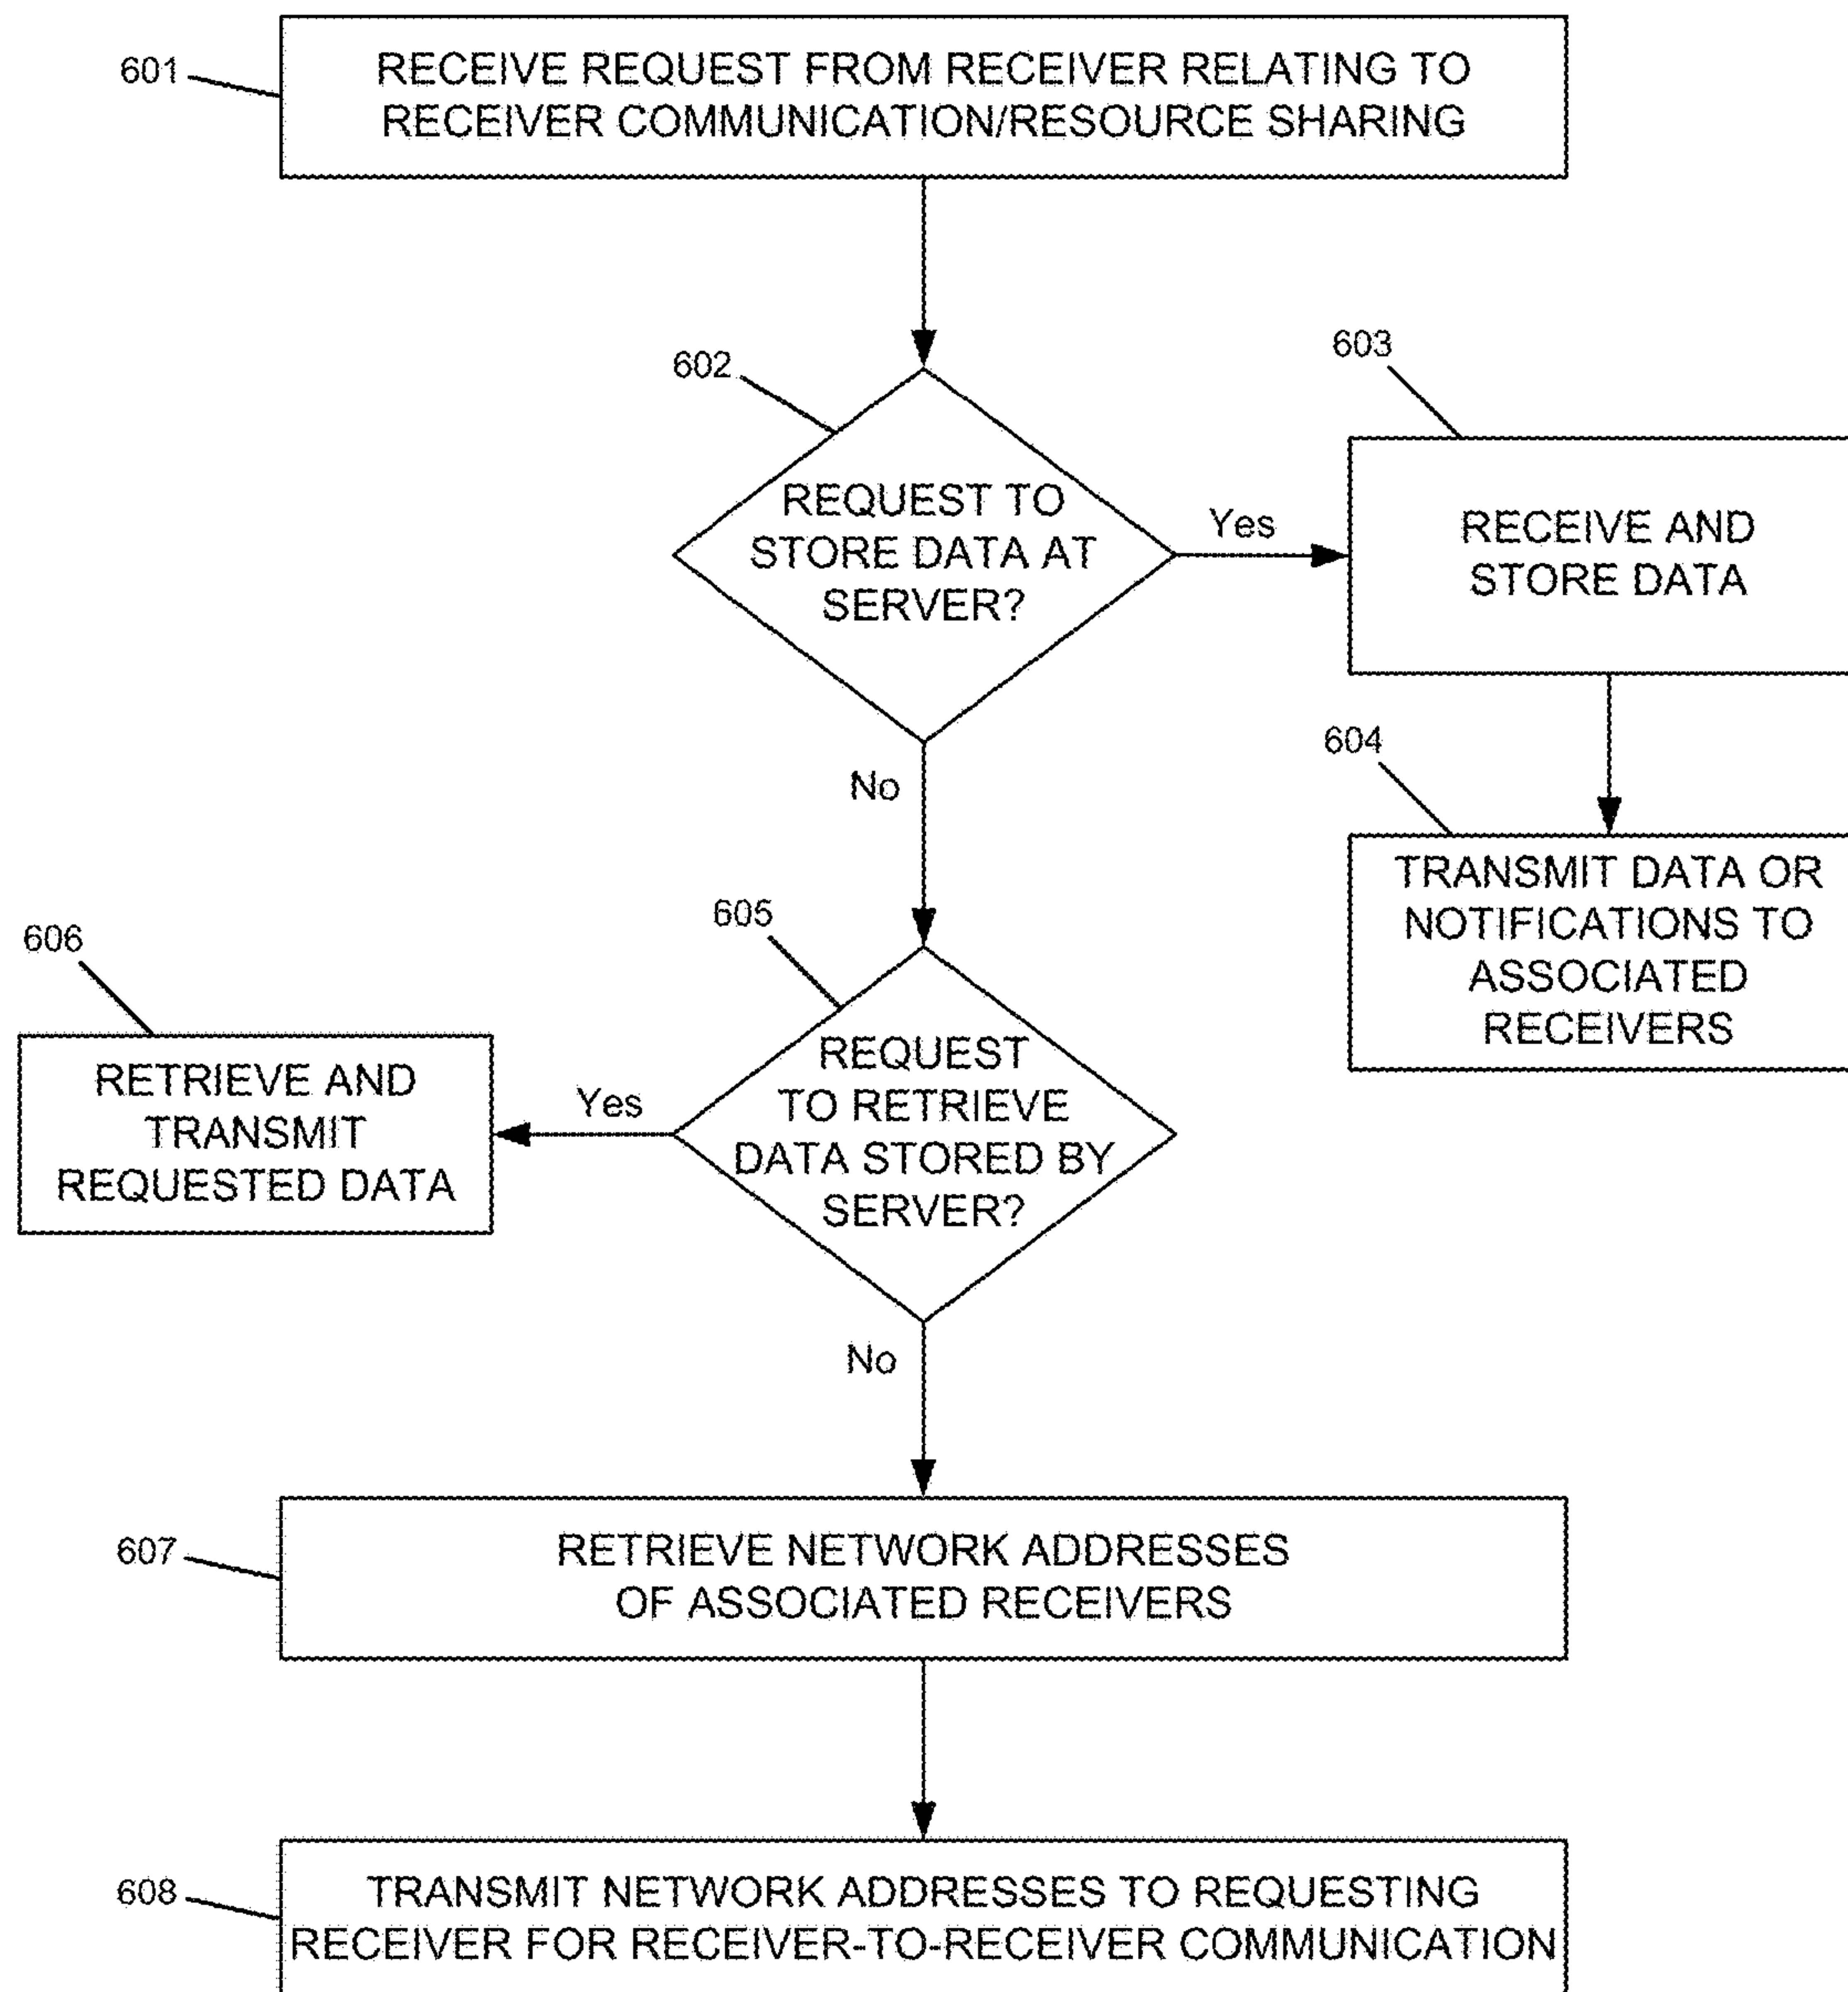 601
RECEIVE REQUEST FROM RECEIVER RELATING TO
RECEIVER COMMUNICATION/RESOURCE SHARING
602
REQUEST TO
STORE DATA AT
SERVER?
Yes
603
RECEIVE AND
STORE DATA
No
604
TRANSMIT DATA OR
NOTIFICATIONS TO
ASSOCIATED
RECEIVERS
605
REQUEST
TO RETRIEVE
DATA STORED BY
SERVER?
Yes
606
RETRIEVE AND
TRANSMIT
REQUESTED DATA
No
607
RETRIEVE NETWORK ADDRESSES
OF ASSOCIATED RECEIVERS
608
TRANSMIT NETWORK ADDRESSES TO REQUESTING
RECEIVER FOR RECEIVER-TO-RECEIVER COMMUNICATION